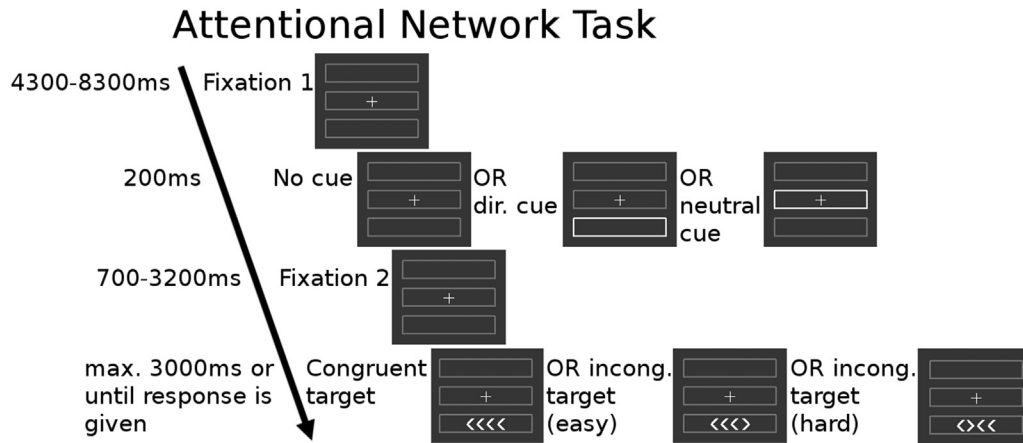 Attentional Network Task
4300-8300ms Fixation 1
200ms No cue OR dir. cue OR neutral cue
700-3200ms Fixation 2
max. 3000ms or until response is given Congruent target <<<< OR incong. target (easy) <<<> OR incong. target (hard) <><<